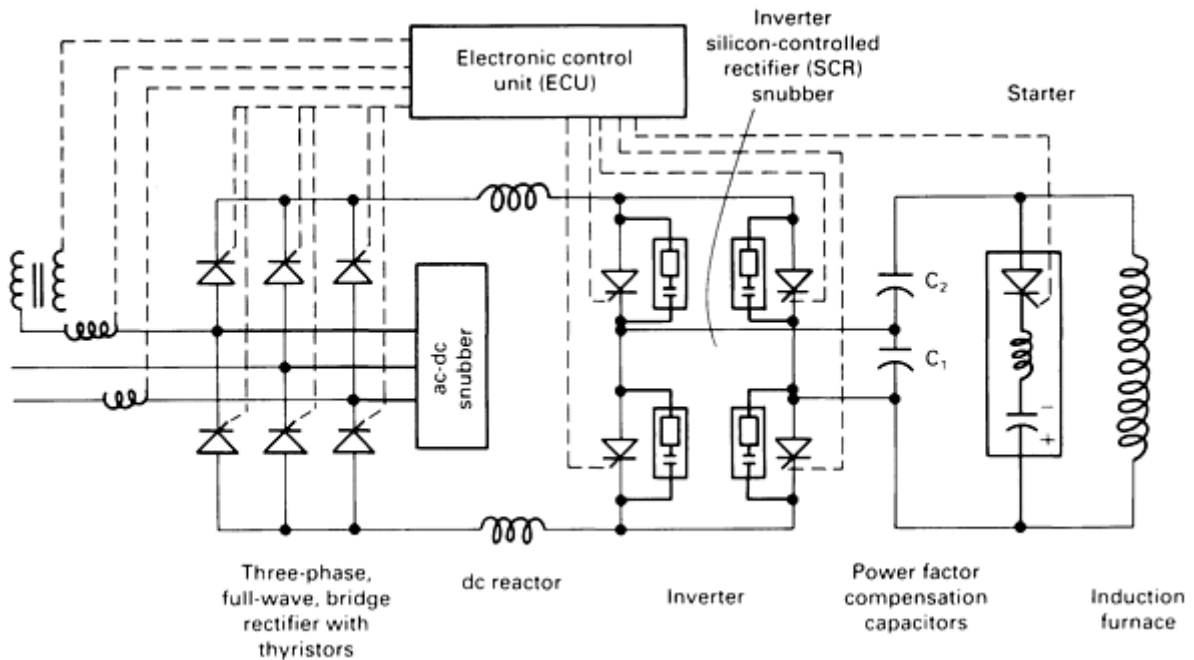 Inverter
silicon-controlled
rectifier (SCR)
snubber
Electronic control
unit (ECU)
Starter
ac-dc
snubber
C₂
C₁
−
+
Three-phase,
full-wave, bridge
rectifier with
thyristors
dc reactor
Inverter
Power factor
compensation
capacitors
Induction
furnace